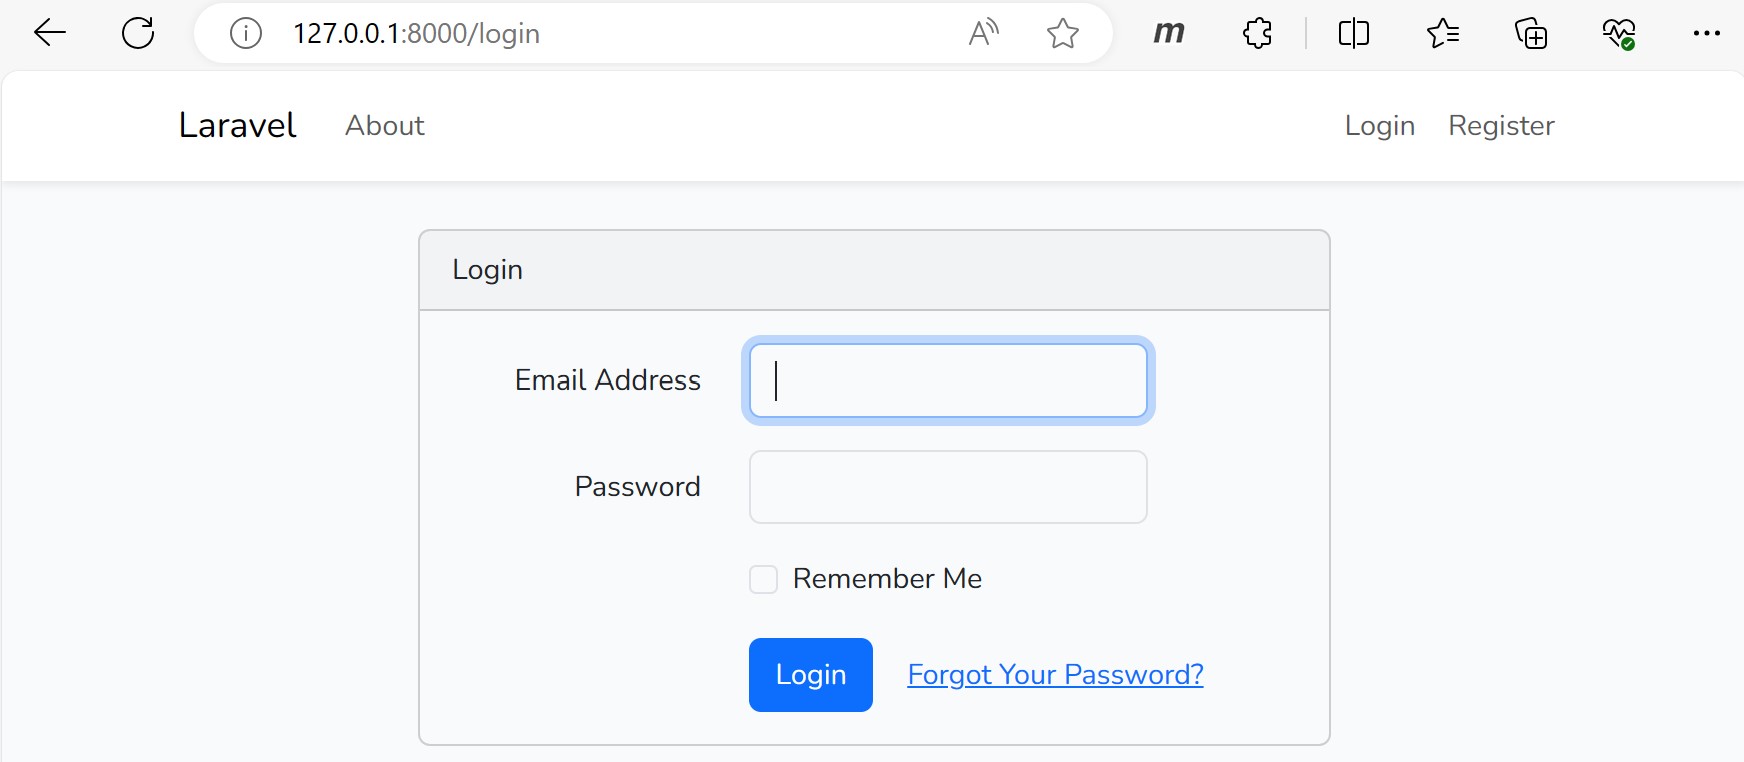 127.0.0.1:8000/login
Laravel About Login Register
Login
Email Address
Password
Remember Me
Login Forgot Your Password?